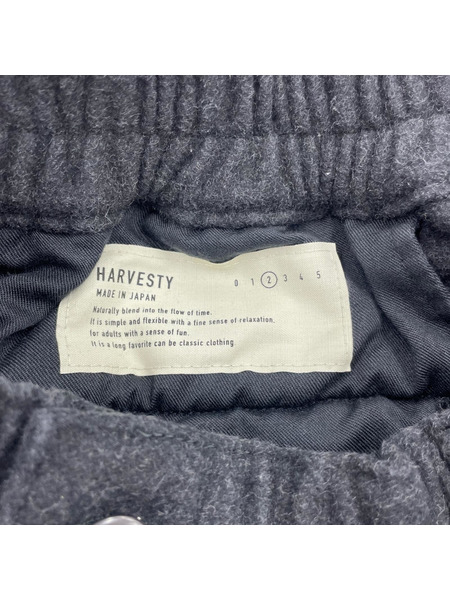 HARVESTY 0 1 2 3 4 5
MADE IN JAPAN
Naturally blend into the flow of time.
It is simple and flexible with a fine sense of relaxation,
for adults with a sense of fun.
It is a long favorite can be classic clothing.